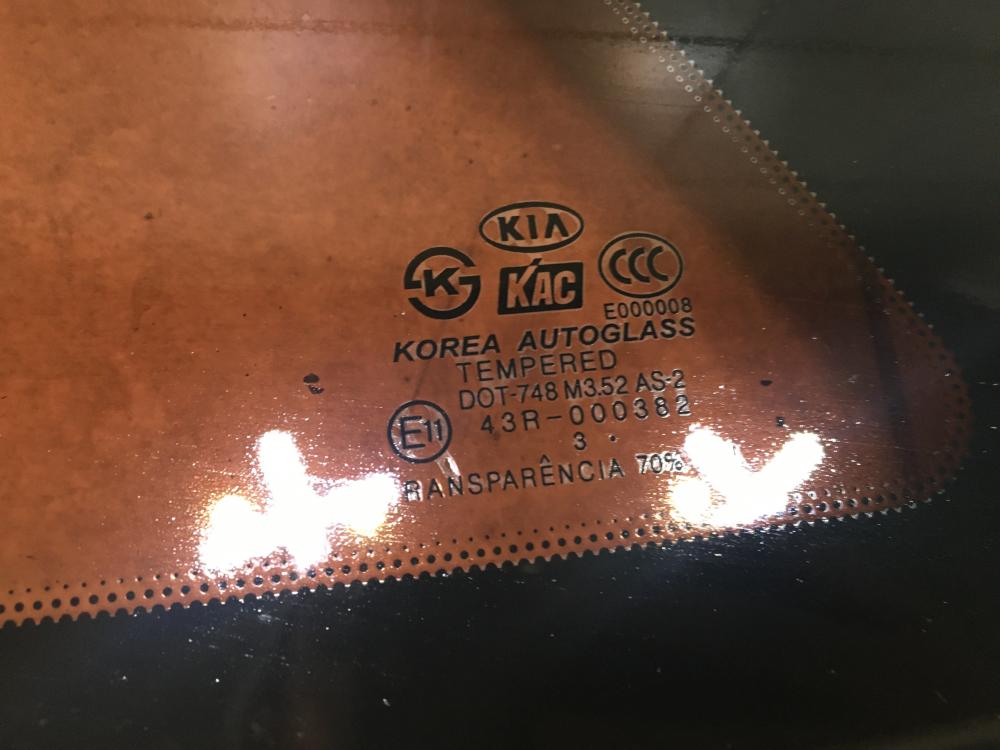 KIA
K
KAC
CCC
E000008
KOREA AUTOGLASS
TEMPERED
DOT-748 M3.52 AS-2
E11
43R-000382
3 .
RANSPARÊNCIA 70%